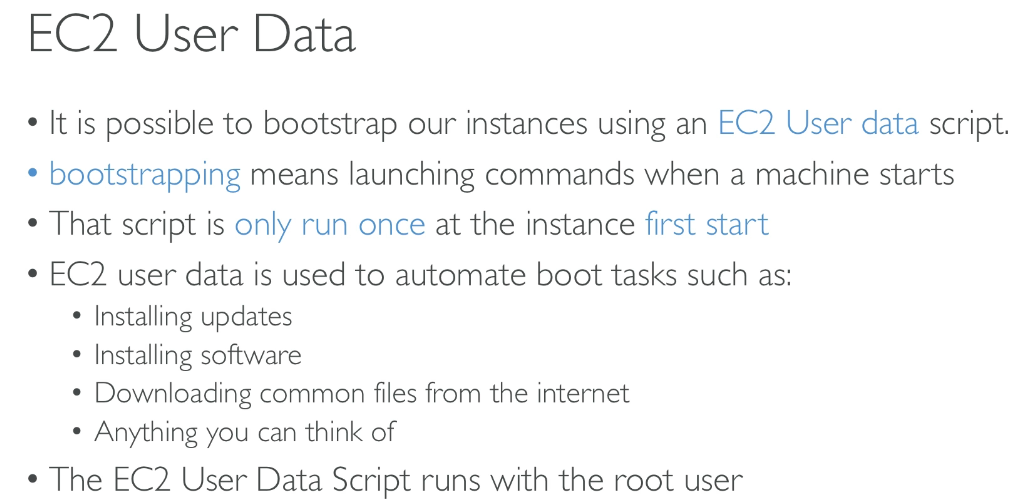 EC2 User Data
• It is possible to bootstrap our instances using an EC2 User data script.
• bootstrapping means launching commands when a machine starts
• That script is only run once at the instance first start
• EC2 user data is used to automate boot tasks such as:
• Installing updates
• Installing software
• Downloading common files from the internet
• Anything you can think of
• The EC2 User Data Script runs with the root user